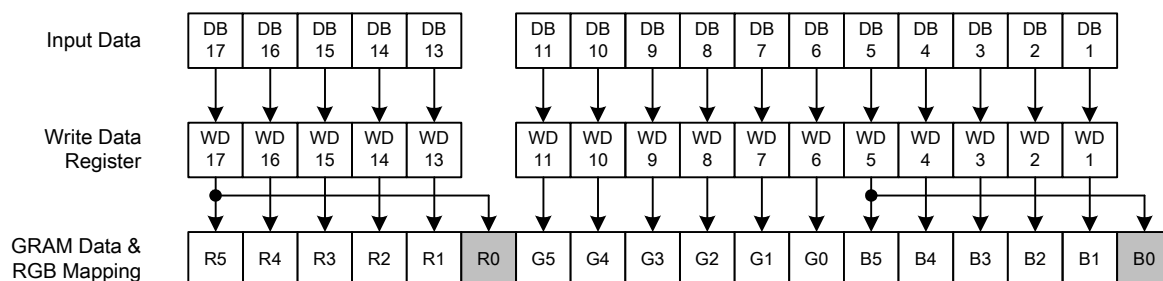 Input Data
DB DB DB DB DB DB DB DB DB DB DB DB DB DB DB DB
17 16 15 14 13 11 10 9 8 7 6 5 4 3 2 1
Write Data
Register
WD WD WD WD WD WD WD WD WD WD WD WD WD WD WD WD
17 16 15 14 13 11 10 9 8 7 6 5 4 3 2 1
GRAM Data &
RGB Mapping
R5 R4 R3 R2 R1 R0 G5 G4 G3 G2 G1 G0 B5 B4 B3 B2 B1 B0